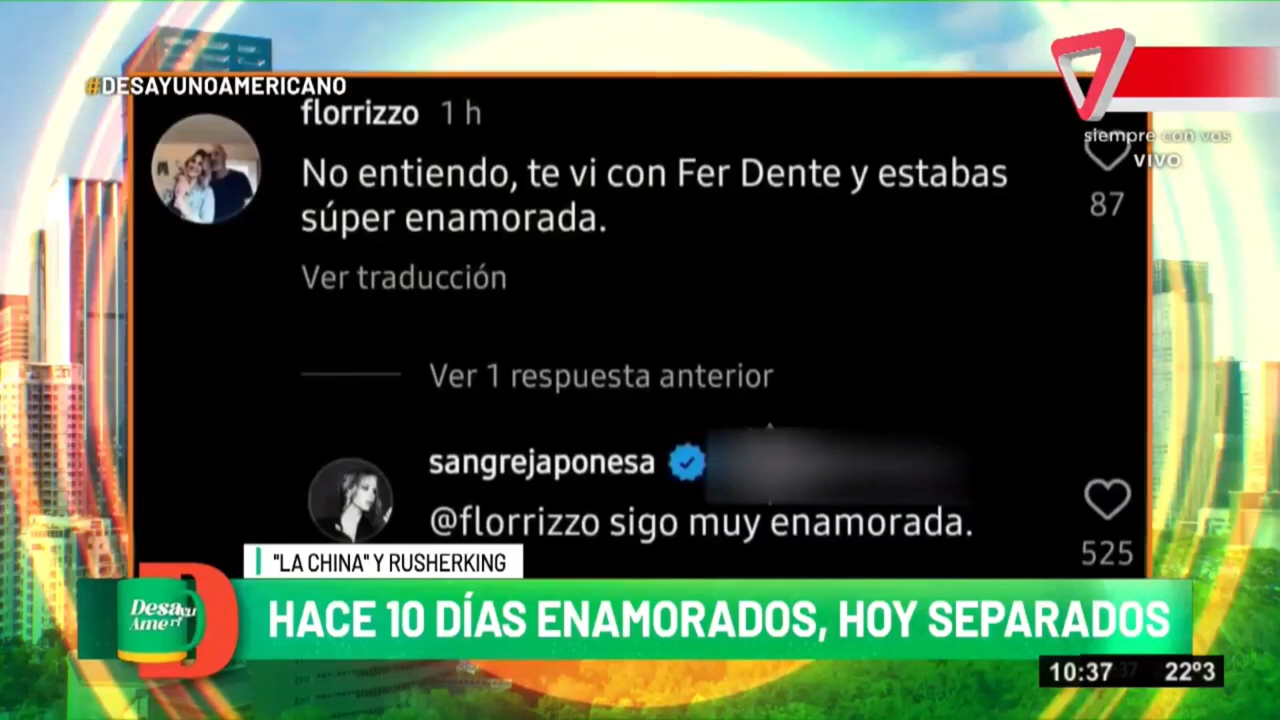 #DESAYUNOAMERICANO
siempre con vos
VIVO
florrizzo 1 h
No entiendo, te vi con Fer Dente y estabas
súper enamorada.
87
Ver traducción
Ver 1 respuesta anterior
sangrejaponesa
@florrizzo sigo muy enamorada.
525
"LA CHINA" Y RUSHERKING
HACE 10 DÍAS ENAMORADOS, HOY SEPARADOS
10:37 22º3